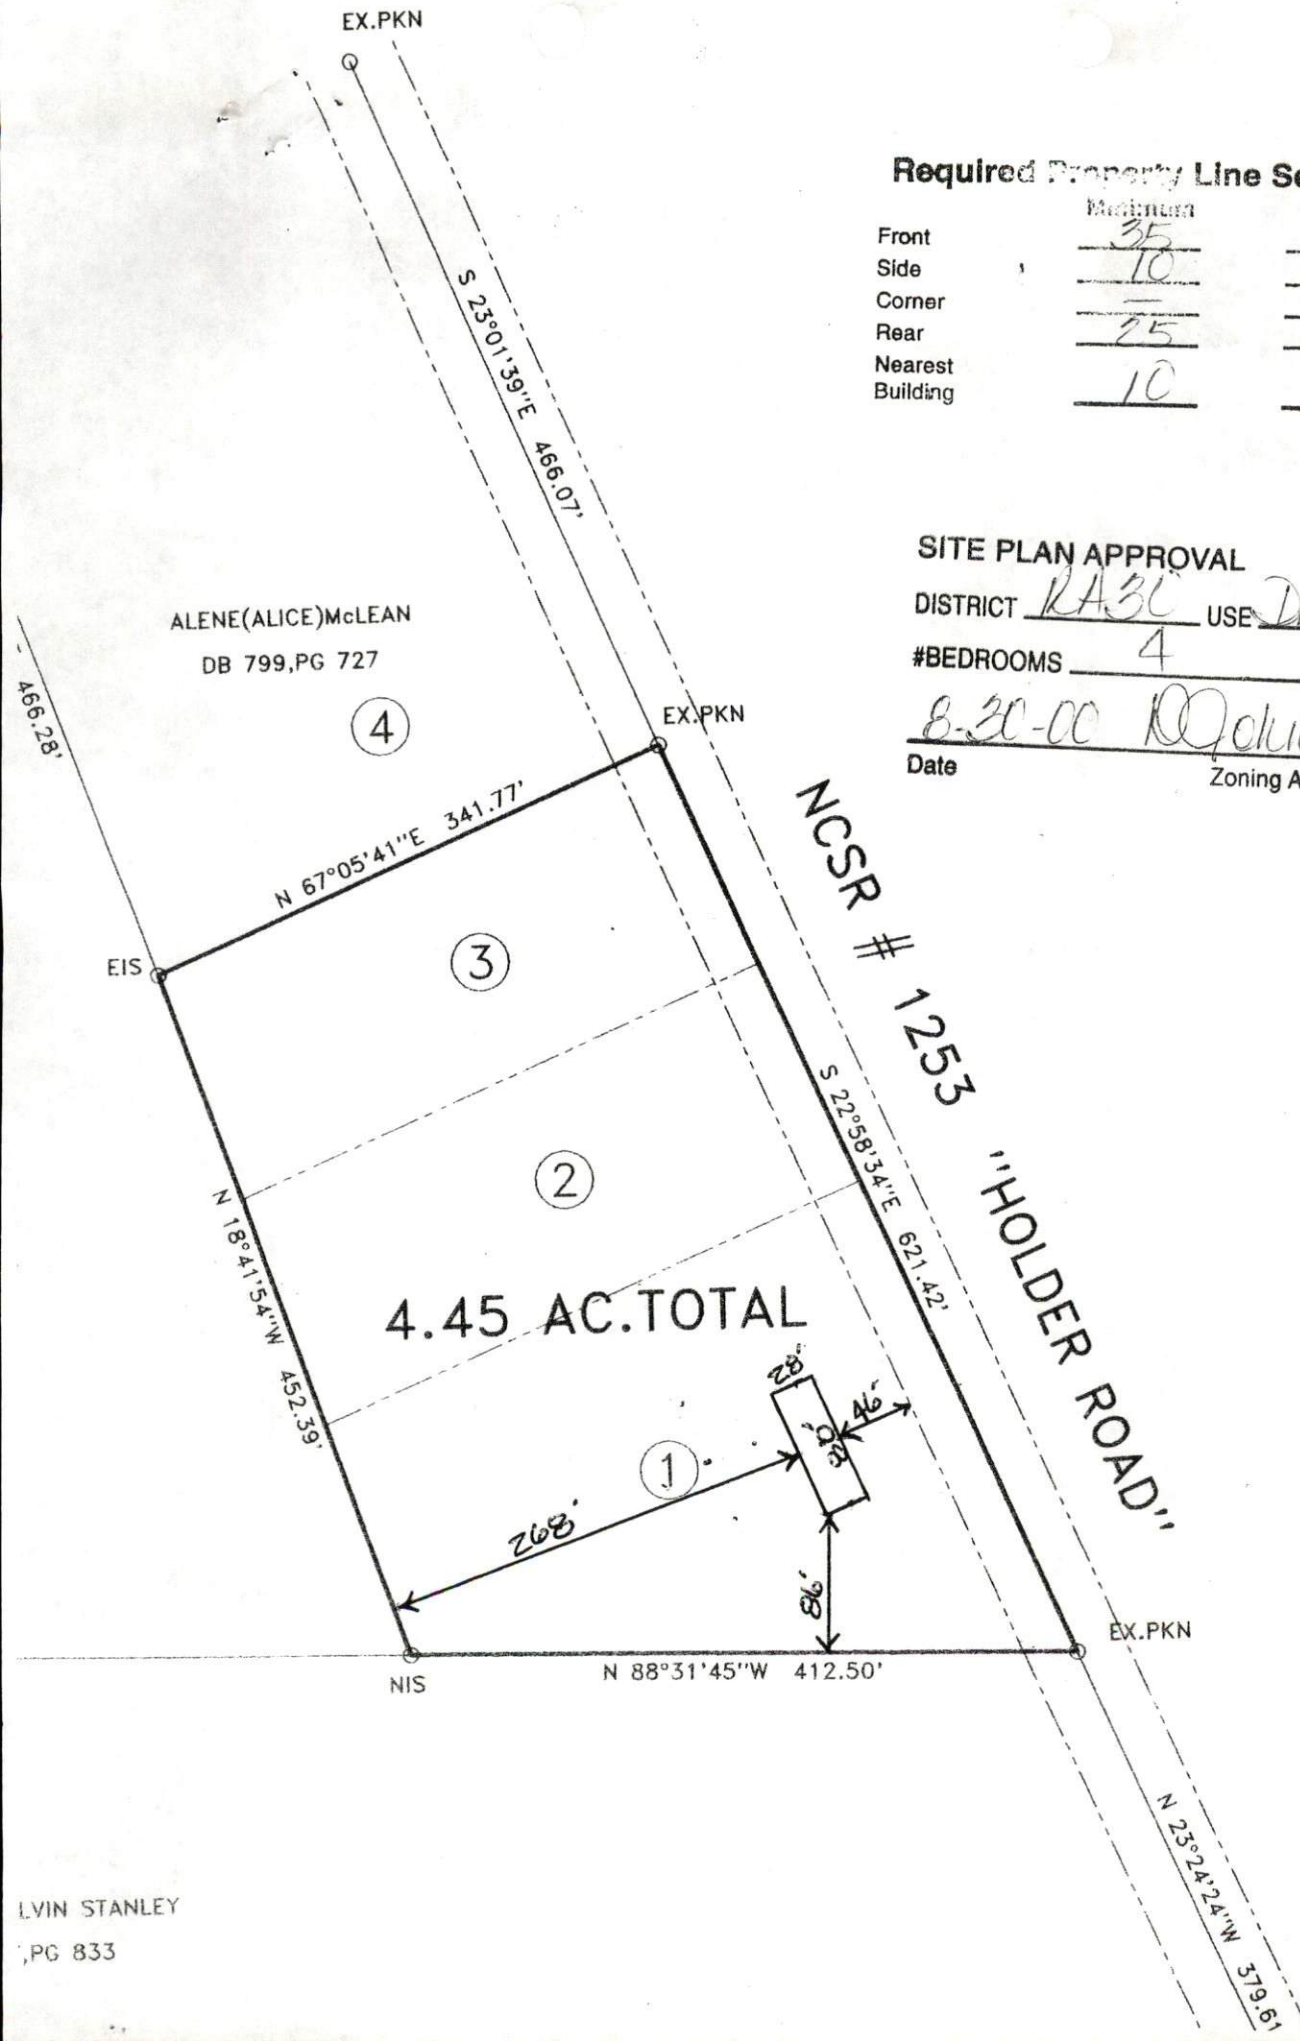 EX.PKN
Required Property Line Se
Minimum
Front 35
Side 10
Corner —
Rear 25
Nearest
Building 10
S 23°01'39"E 466.07'
SITE PLAN APPROVAL
DISTRICT RA30 USE
#BEDROOMS 4
8-30-00
Date Zoning A
ALENE(ALICE)McLEAN
DB 799,PG 727
466.28'
4
EX.PKN
N 67°05'41"E 341.77'
NCSR # 1253 "HOLDER ROAD"
EIS
3
S 22°58'34"E 621.42'
2
N 18°41'54"W 452.39'
4.45 AC.TOTAL
28'
46'
1
268'
86'
EX.PKN
N 88°31'45"W 412.50'
NIS
N 23°24'24"W 379.61
LVIN STANLEY
,PG 833